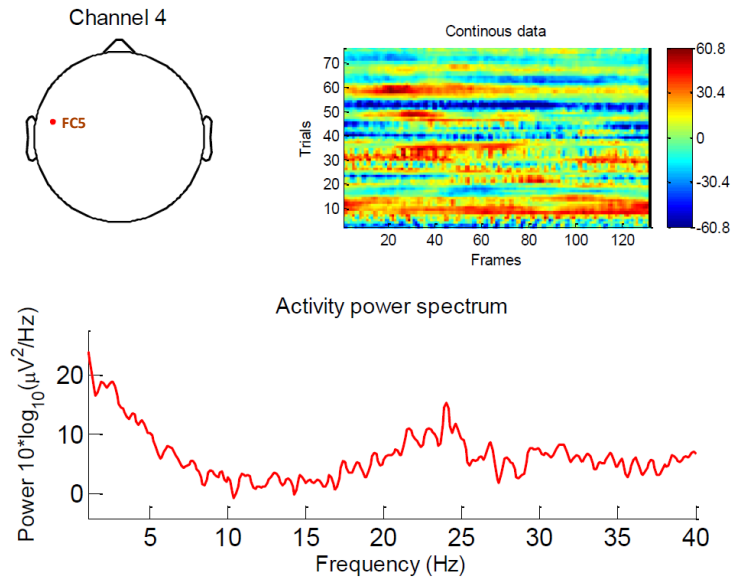 Channel 4
FC5
Continous data
Trials
70
60
50
40
30
20
10
20 40 60 80 100 120
Frames
60.8
30.4
0
-30.4
-60.8
Activity power spectrum
Power 10*log₁₀(μV²/Hz)
20
10
0
5 10 15 20 25 30 35 40
Frequency (Hz)